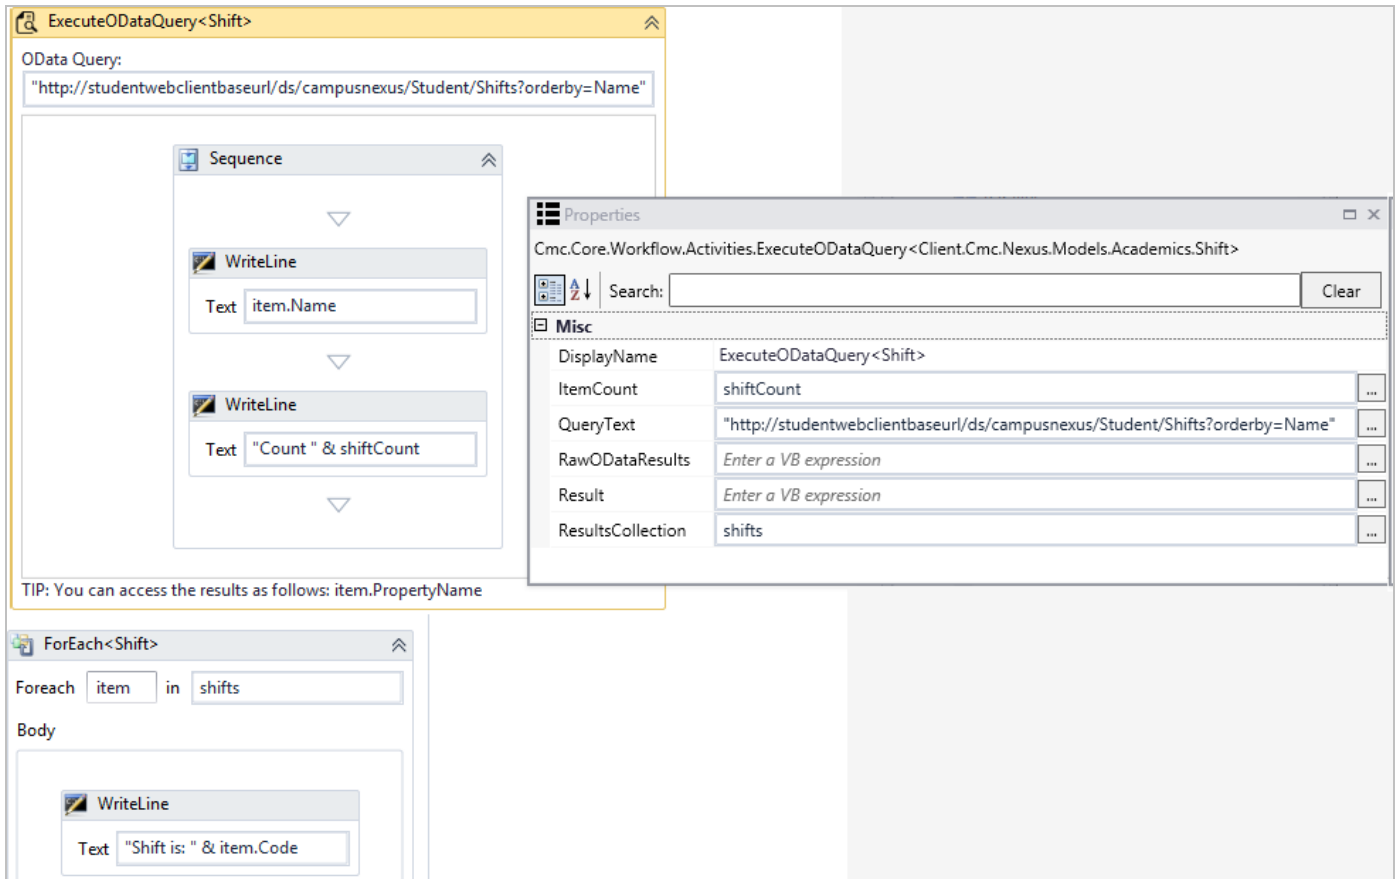 ExecuteODataQuery<Shift>
OData Query:
"http://studentwebclientbaseurl/ds/campusnexus/Student/Shifts?orderby=Name"
Sequence
WriteLine
Text item.Name
WriteLine
Text "Count " & shiftCount
TIP: You can access the results as follows: item.PropertyName
Properties
Cmc.Core.Workflow.Activities.ExecuteODataQuery<Client.Cmc.Nexus.Models.Academics.Shift>
Search: Clear
Misc
DisplayName ExecuteODataQuery<Shift>
ItemCount shiftCount ...
QueryText "http://studentwebclientbaseurl/ds/campusnexus/Student/Shifts?orderby=Name" ...
RawODataResults Enter a VB expression ...
Result Enter a VB expression ...
ResultsCollection shifts ...
ForEach<Shift>
Foreach item in shifts
Body
WriteLine
Text "Shift is: " & item.Code